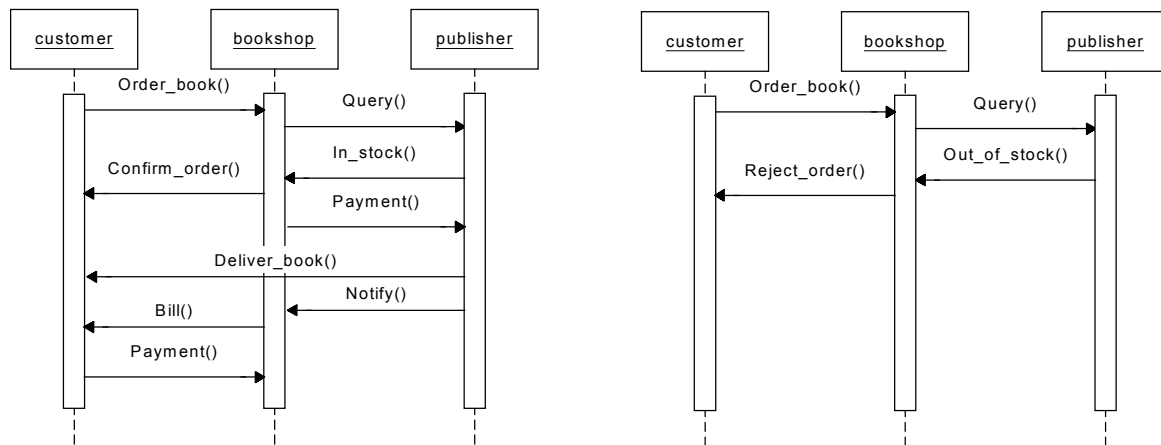 customer
bookshop
publisher
Order_book()
Query()
In_stock()
Confirm_order()
Payment()
Deliver_book()
Notify()
Bill()
Payment()
customer
bookshop
publisher
Order_book()
Query()
Out_of_stock()
Reject_order()